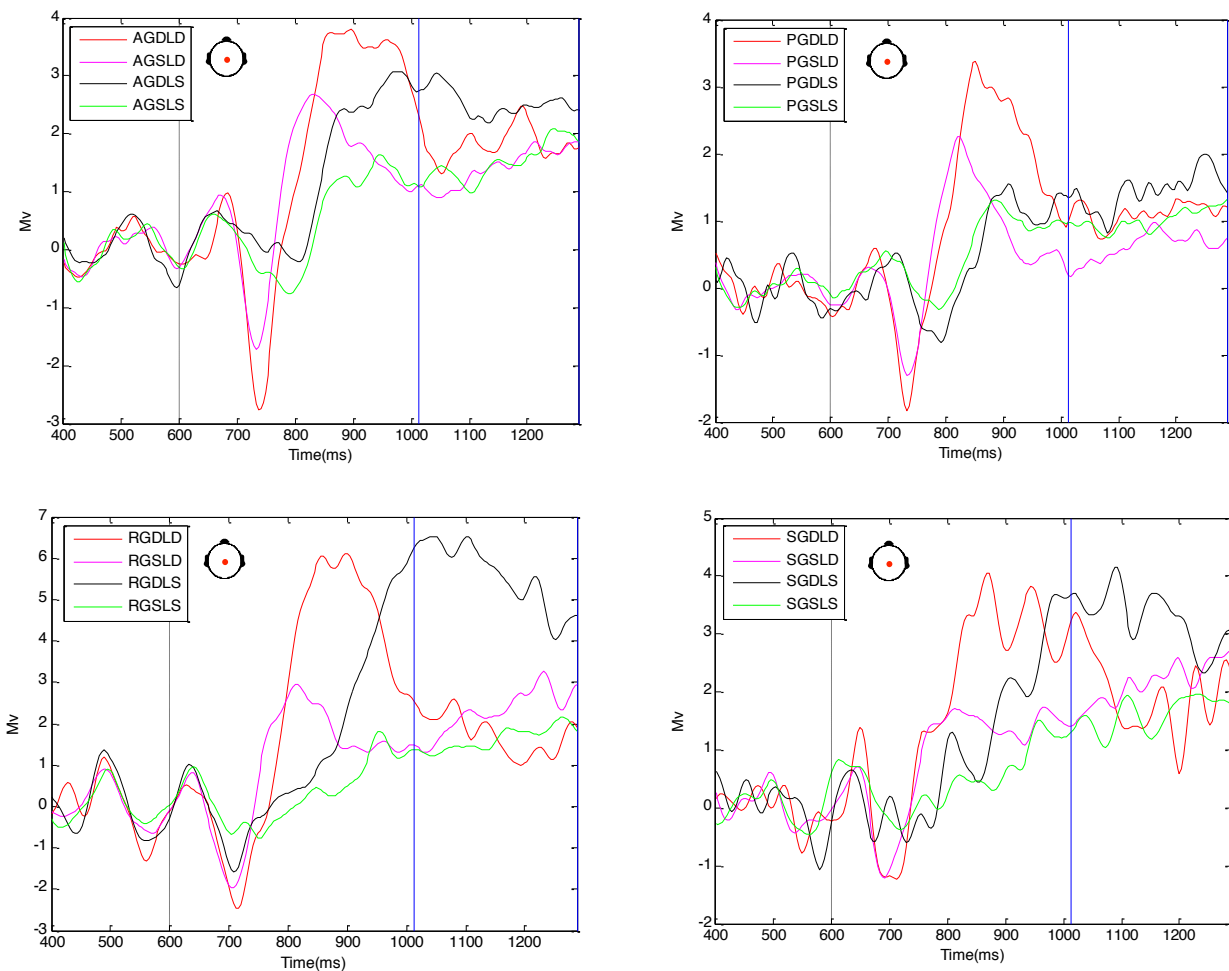 4
3
2
1
0
-1
-2
-3
Mv
AGDLD
AGSLD
AGDLS
AGSLS
400 500 600 700 800 900 1000 1100 1200
Time(ms)
4
3
2
1
0
-1
-2
Mv
PGDLD
PGSLD
PGDLS
PGSLS
400 500 600 700 800 900 1000 1100 1200
Time(ms)
7
6
5
4
3
2
1
0
-1
-2
-3
Mv
RGDLD
RGSLD
RGDLS
RGSLS
400 500 600 700 800 900 1000 1100 1200
Time(ms)
5
4
3
2
1
0
-1
-2
Mv
SGDLD
SGSLD
SGDLS
SGSLS
400 500 600 700 800 900 1000 1100 1200
Time(ms)